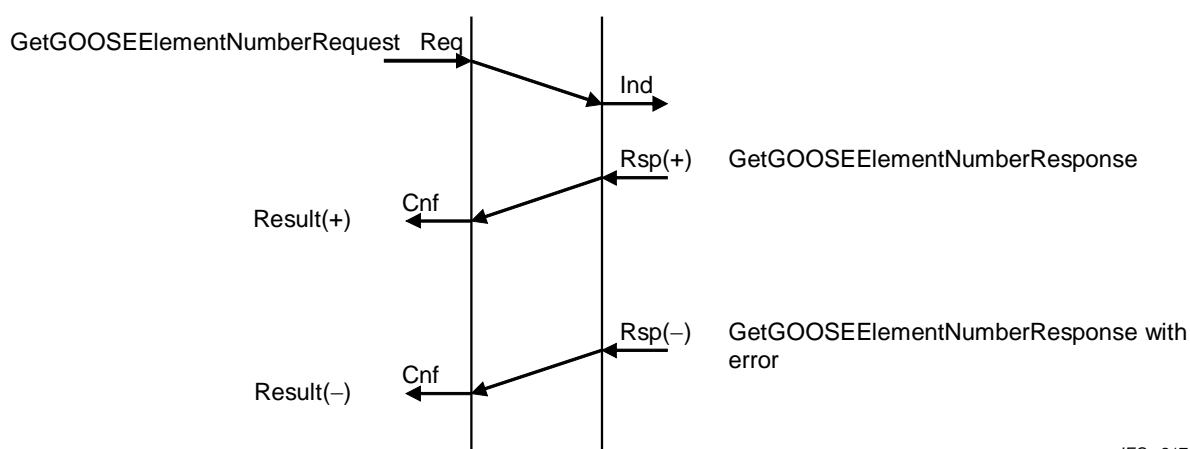 GetGOOSEElementNumberRequest Req
Ind
Rsp(+) GetGOOSEElementNumberResponse
Cnf
Result(+)
Rsp(–) GetGOOSEElementNumberResponse with
error
Cnf
Result(–)